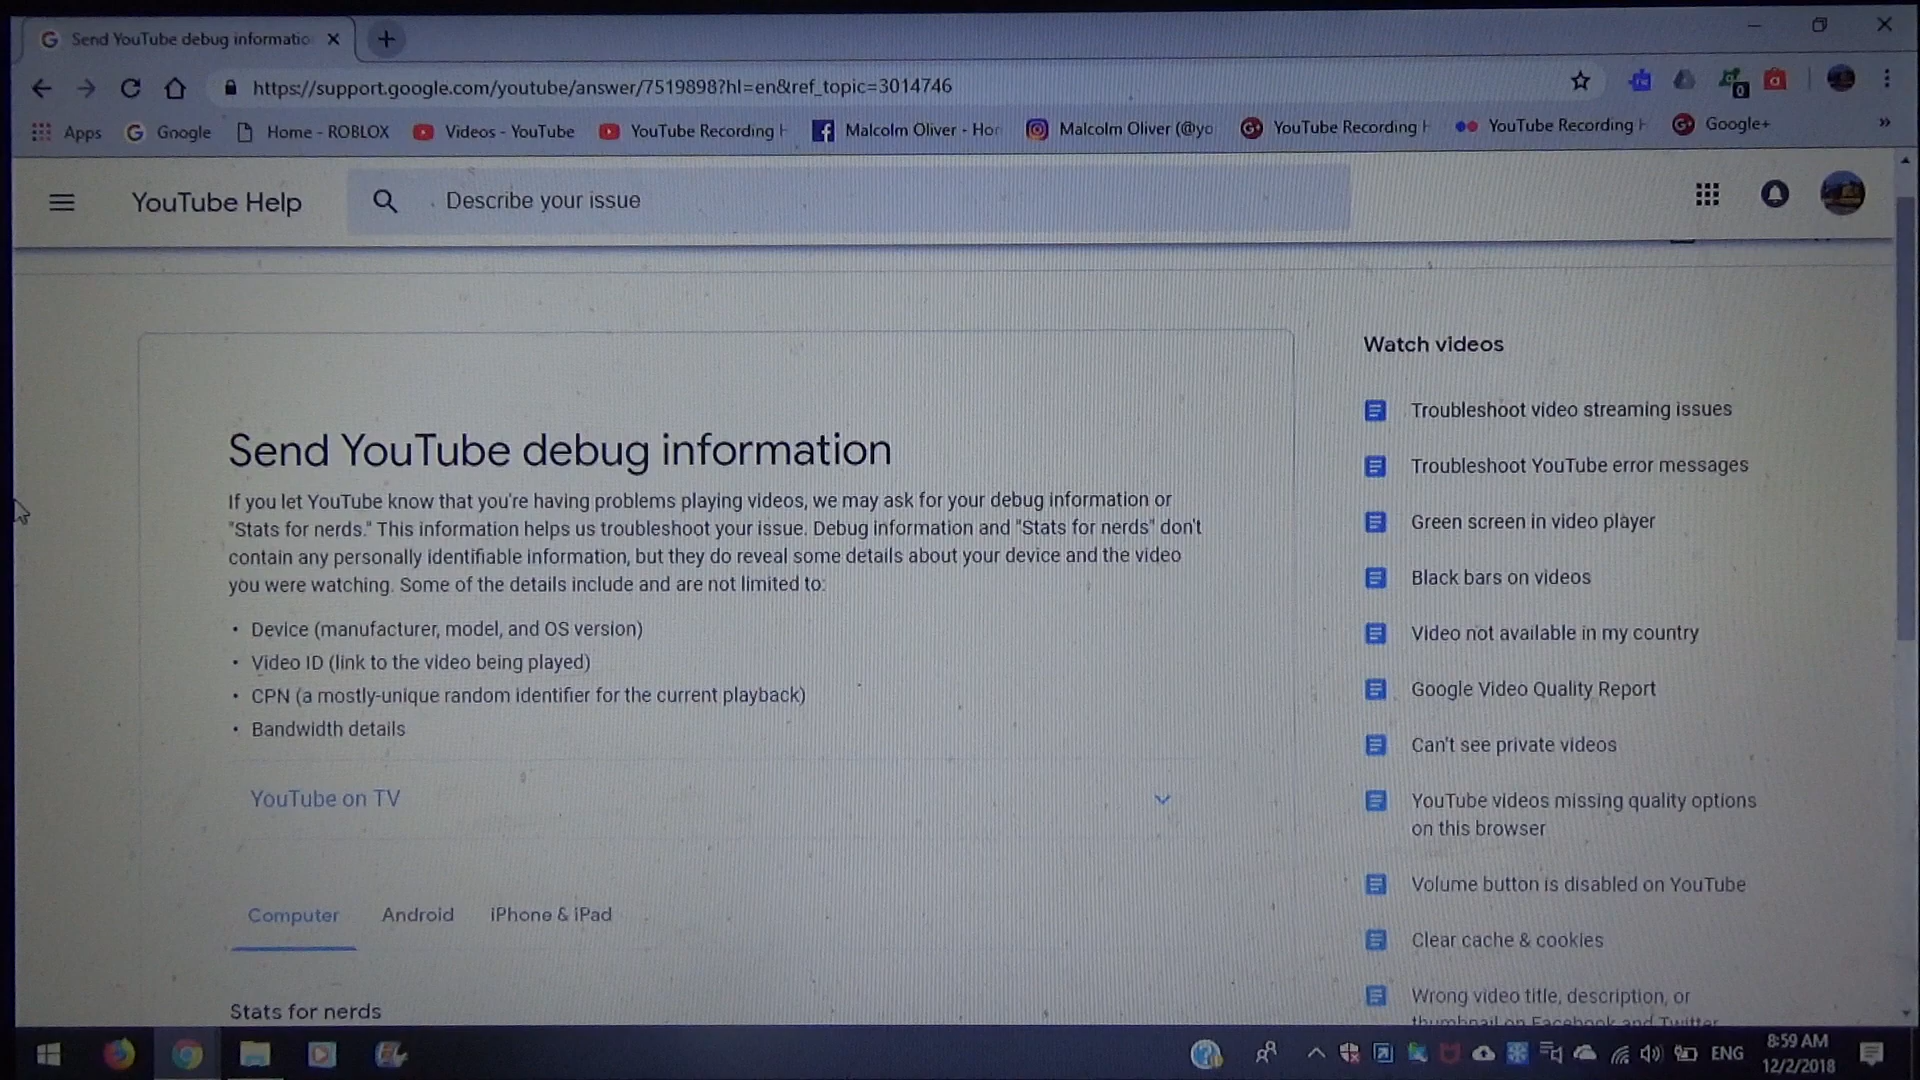 Send YouTube debug informatio
https://support.google.com/youtube/answer/7519898?hl=en&ref_topic=3014746
0
Apps Google Home - ROBLOX Videos - YouTube YouTube Recording Malcolm Oliver - Hor Malcolm Oliver (@yo YouTube Recording YouTube Recording Google+ »
YouTube Help Describe your issue
Send YouTube debug information
If you let YouTube know that you're having problems playing videos, we may ask for your debug information or
"Stats for nerds." This information helps us troubleshoot your issue. Debug information and "Stats for nerds" don't
contain any personally identifiable information, but they do reveal some details about your device and the video
you were watching. Some of the details include and are not limited to:
• Device (manufacturer, model, and OS version)
• Video ID (link to the video being played)
• CPN (a mostly-unique random identifier for the current playback)
• Bandwidth details
YouTube on TV
Computer Android iPhone & iPad
Stats for nerds
Watch videos
Troubleshoot video streaming issues
Troubleshoot YouTube error messages
Green screen in video player
Black bars on videos
Video not available in my country
Google Video Quality Report
Can't see private videos
YouTube videos missing quality options
on this browser
Volume button is disabled on YouTube
Clear cache & cookies
Wrong video title, description, or
thumbnail on Facebook and Twitter
ENG
8:59 AM
12/2/2018